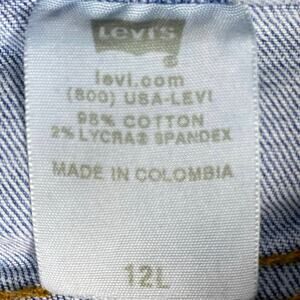 Levi's
®
levi.com
(800) USA-LEVI
98% COTTON
2% LYCRA® SPANDEX
MADE IN COLOMBIA
12L